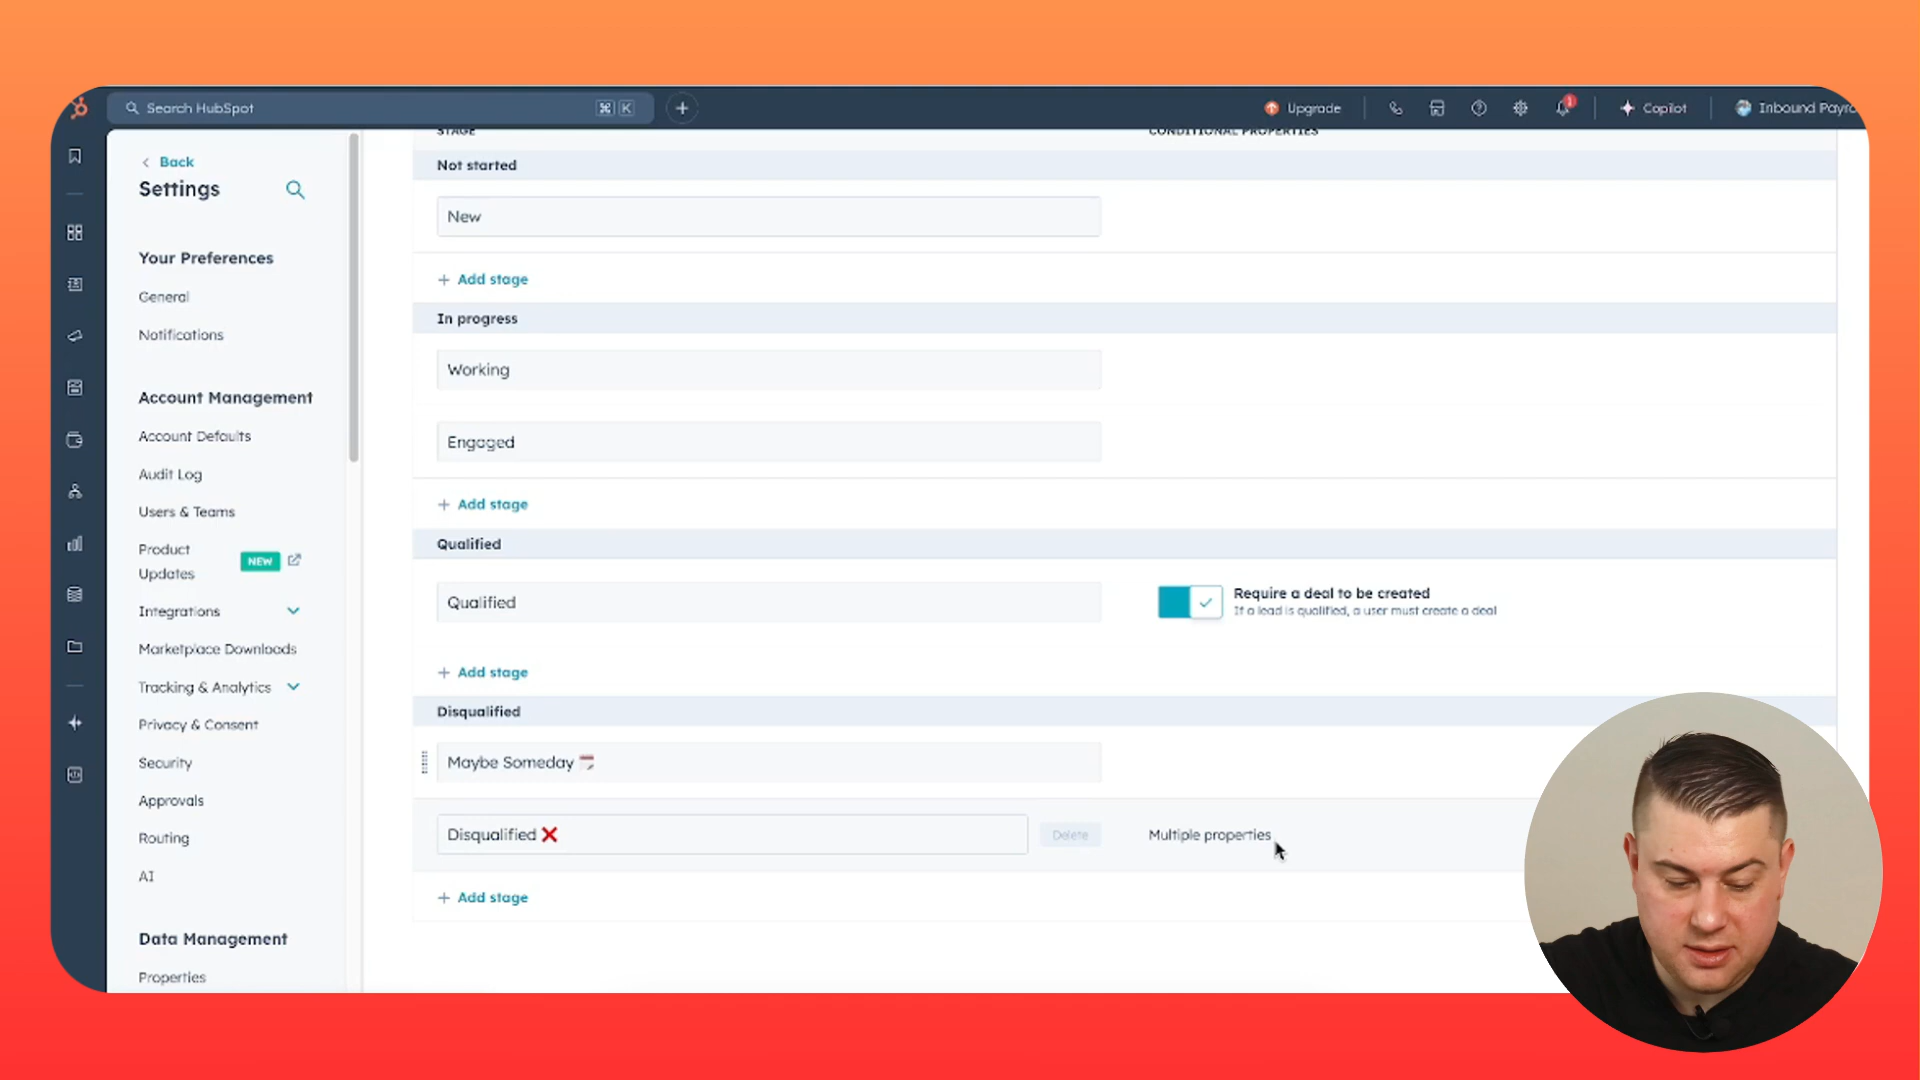 Search HubSpot
⌘ K
Upgrade
1
Copilot
Inbound Payro
Back
Settings
Your Preferences
General
Notifications
Account Management
Account Defaults
Audit Log
Users & Teams
Product
Updates
NEW
Integrations
Marketplace Downloads
Tracking & Analytics
Privacy & Consent
Security
Approvals
Routing
AI
Data Management
Properties
STAGE
CONDITIONAL PROPERTIES
Not started
New
+ Add stage
In progress
Working
Engaged
+ Add stage
Qualified
Qualified
Require a deal to be created
If a lead is qualified, a user must create a deal
+ Add stage
Disqualified
Maybe Someday
Disqualified ❌
Delete
Multiple properties
+ Add stage